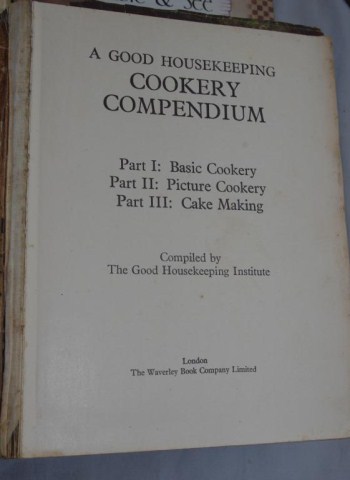 & See
A GOOD HOUSEKEEPING
COOKERY
COMPENDIUM
Part I: Basic Cookery
Part II: Picture Cookery
Part III: Cake Making
Compiled by
The Good Housekeeping Institute
London
The Waverley Book Company Limited